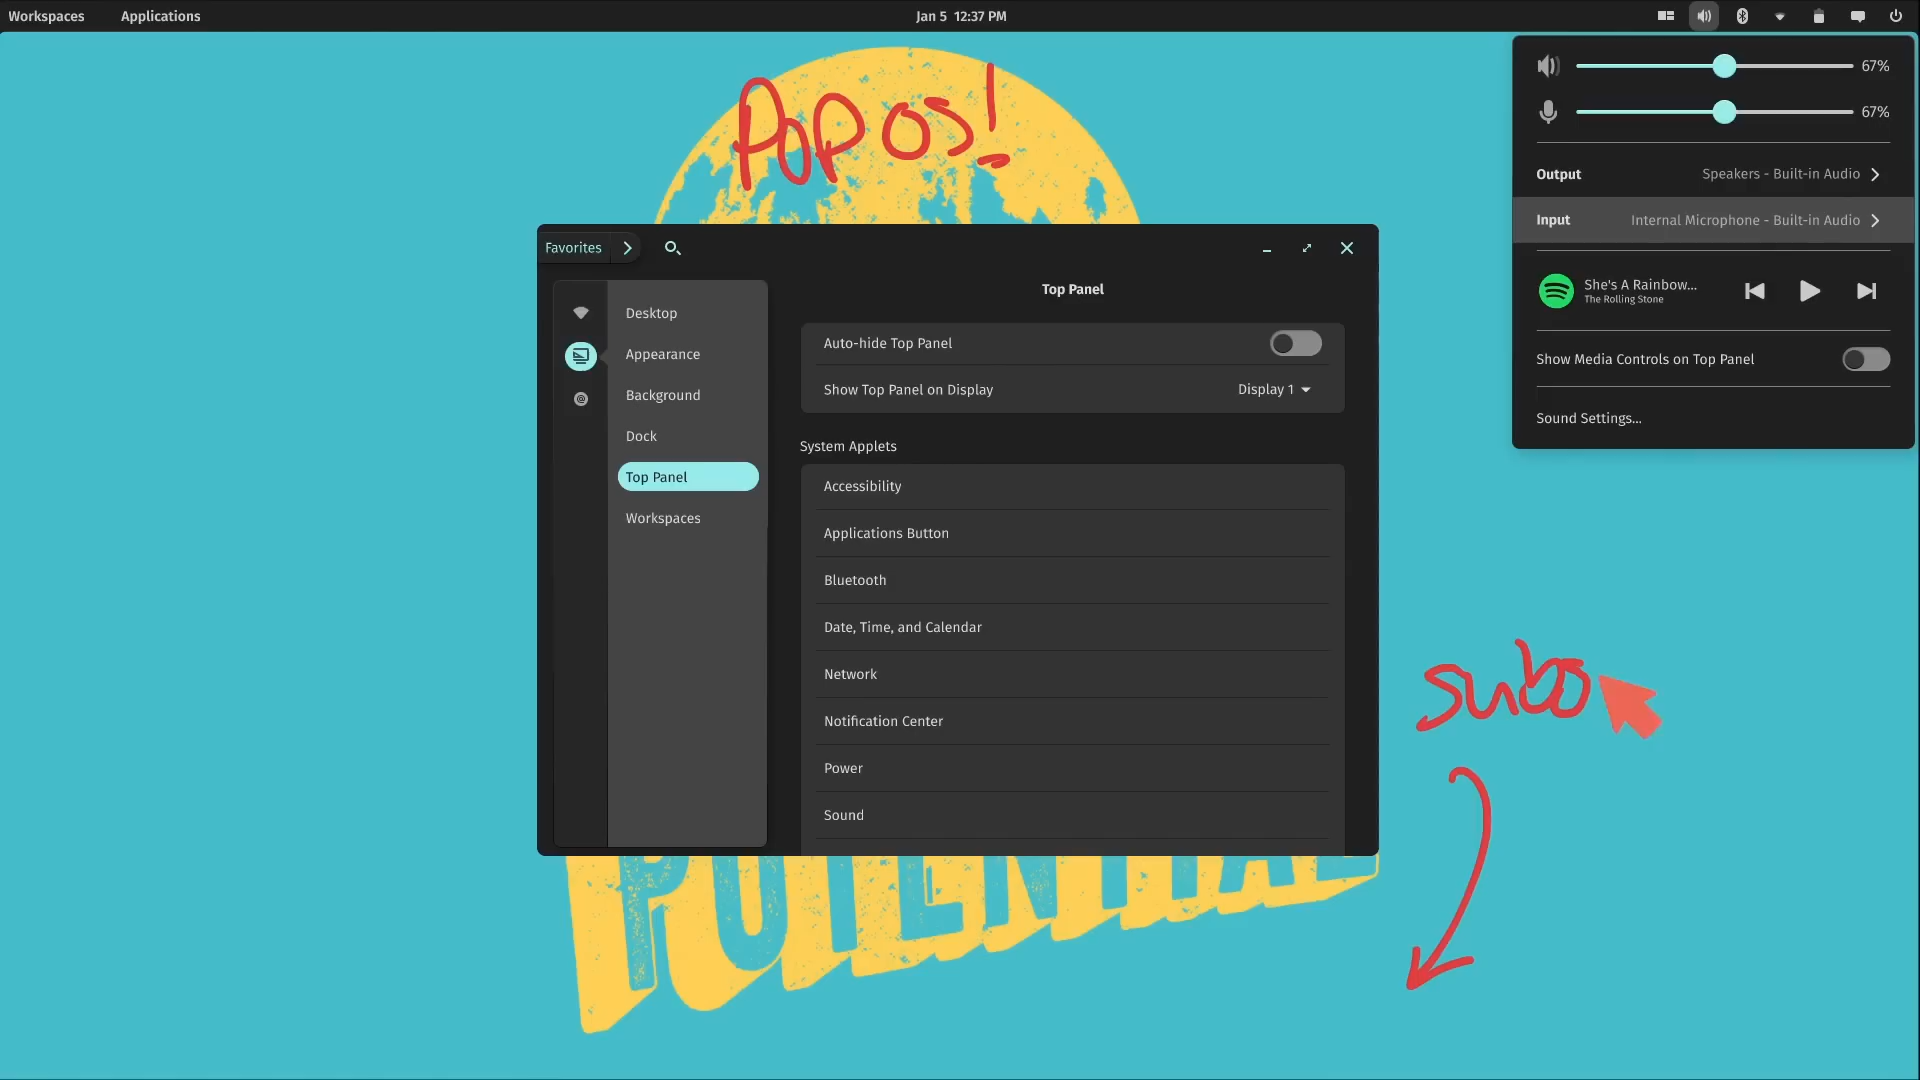 Workspaces Applications Jan 5 12:37 PM
POP OS!
67%
67%
Output Speakers - Built-in Audio
Input Internal Microphone - Built-in Audio
She's A Rainbow...
The Rolling Stone
Show Media Controls on Top Panel
Sound Settings...
Favorites
Top Panel
Desktop
Appearance
Background
Dock
Top Panel
Workspaces
Auto-hide Top Panel
Show Top Panel on Display Display 1
System Applets
Accessibility
Applications Button
Bluetooth
Date, Time, and Calendar
Network
Notification Center
Power
Sound
subs
POTENTIAL